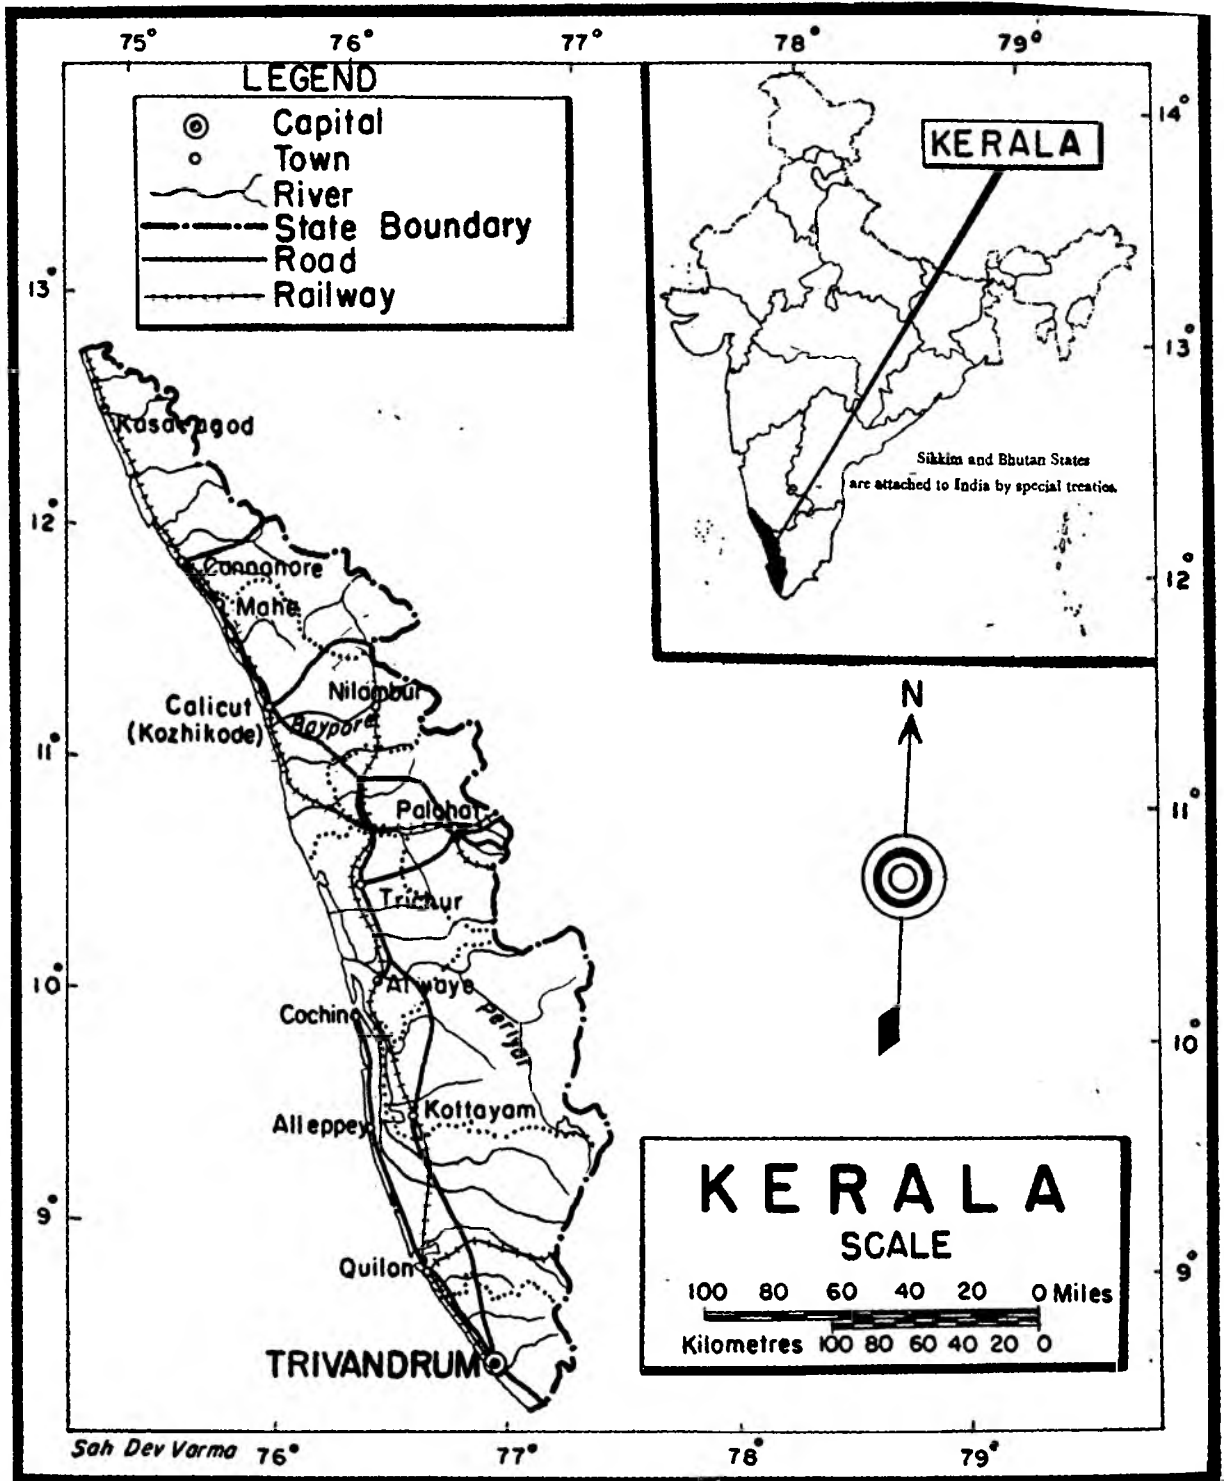 75° 76° 77° 78° 79°
LEGEND
Capital
Town
River
State Boundary
Road
Railway
KERALA
Sikkim and Bhutan States
are attached to India by special treaties.
14°
13°
12°
11°
10°
9°
13°
12°
11°
10°
9°
Kasaragod
Cannanore
Mahe
Nilambur
Calicut
(Kozhikode)
Baypore
Palghat
Trichur
Alwaye
Cochin
Periyar
Kottayam
Alleppey
Quilon
TRIVANDRUM
N
KERALA
SCALE
100 80 60 40 20 0 Miles
Kilometres 100 80 60 40 20 0
Sah Dev Varma 76° 77° 78° 79°